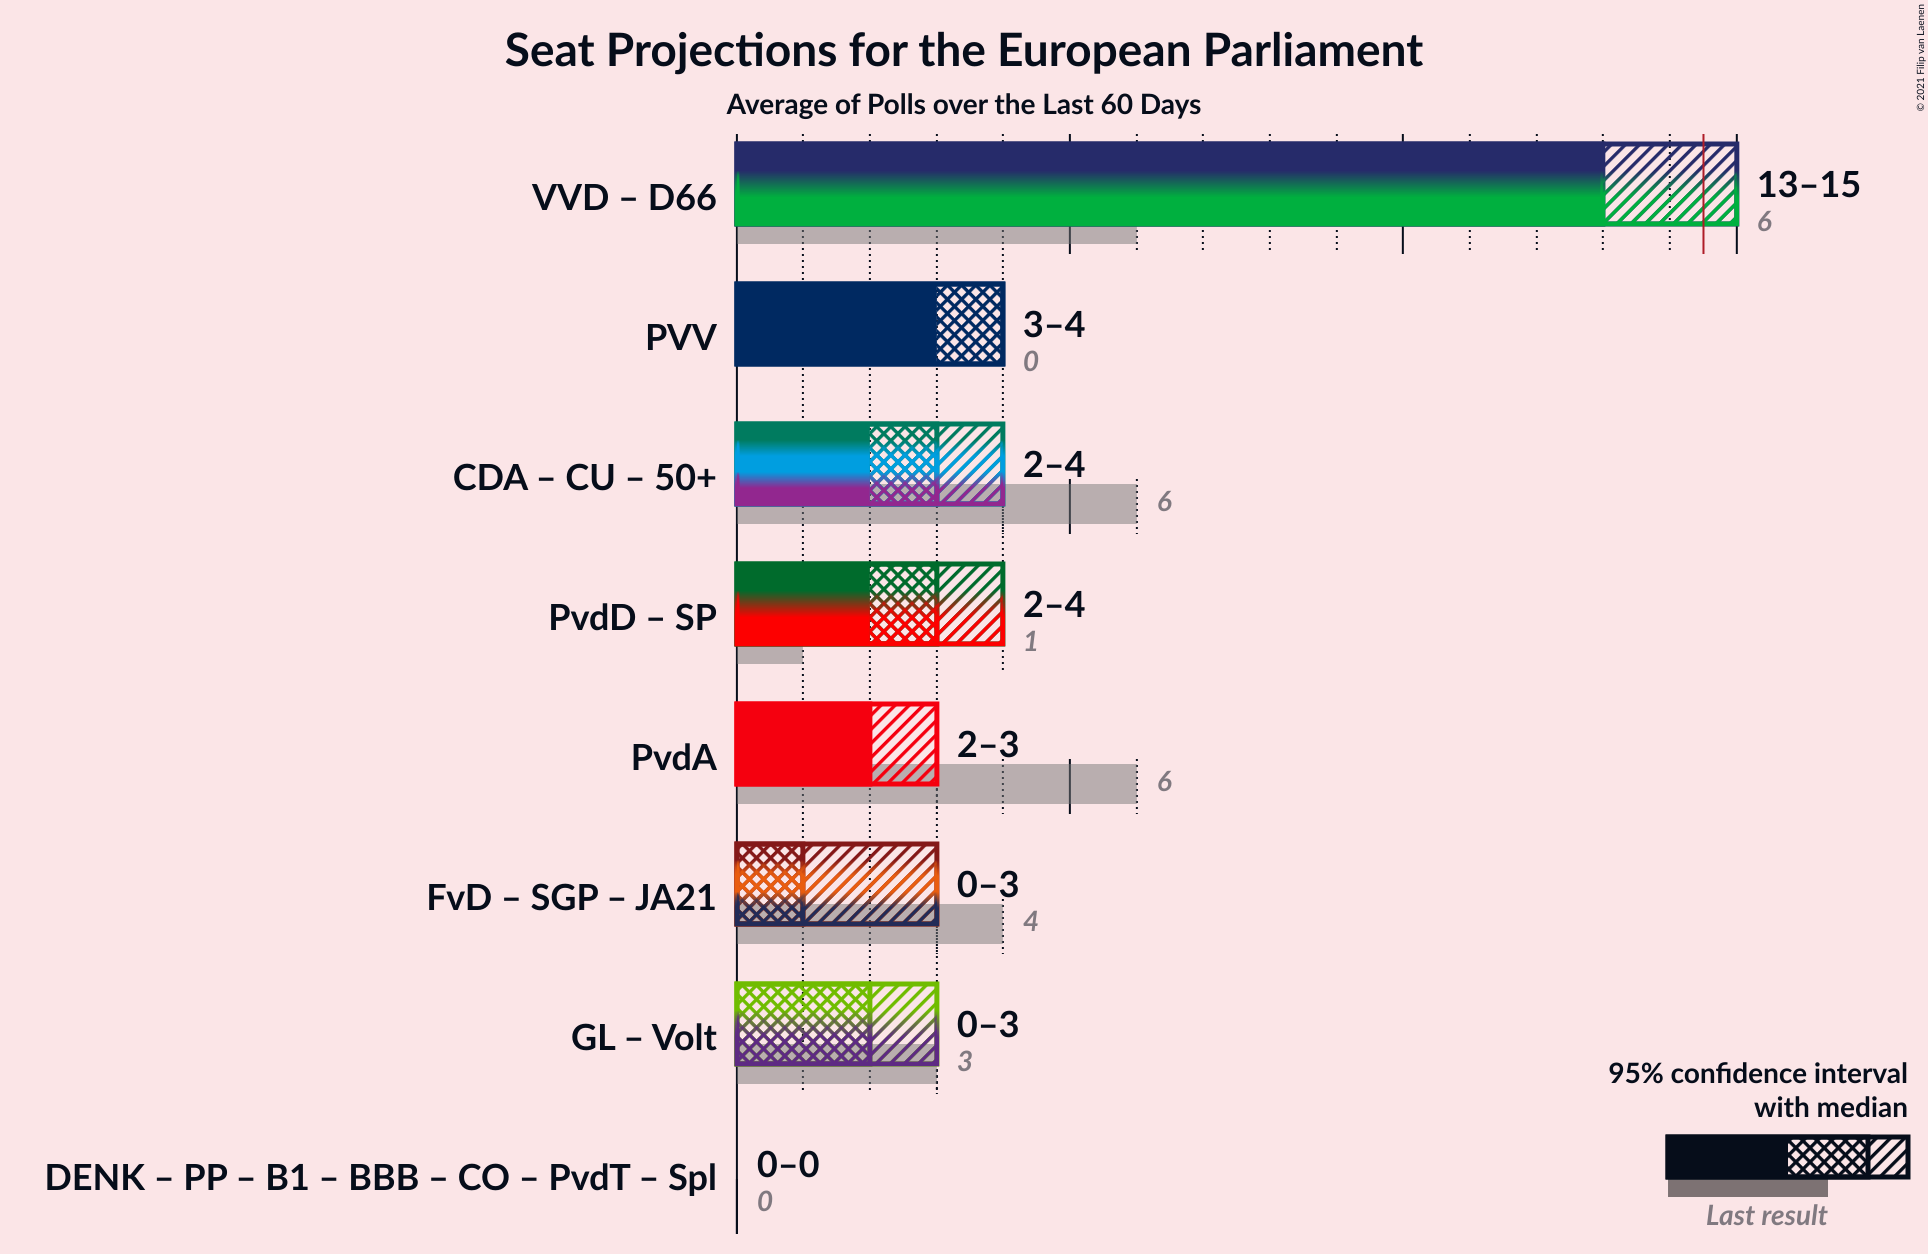 Seat Projections for the European Parliament
Average of Polls over the Last 60 Days
© 2021 Filip van Laenen
VVD – D66
13–15
6
PVV
3–4
0
CDA – CU – 50+
2–4
6
PvdD – SP
2–4
1
PvdA
2–3
6
FvD – SGP – JA21
0–3
4
GL – Volt
0–3
3
DENK – PP – B1 – BBB – CO – PvdT – Spl
0–0
0
95% confidence interval
with median
Last result